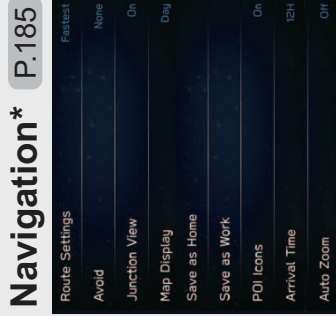 Navigation* P.185
Route Settings Fastest
Avoid None
Junction View On
Map Display Day
Save as Home
Save as Work
POI Icons On
Arrival Time 12H
Auto Zoom Off